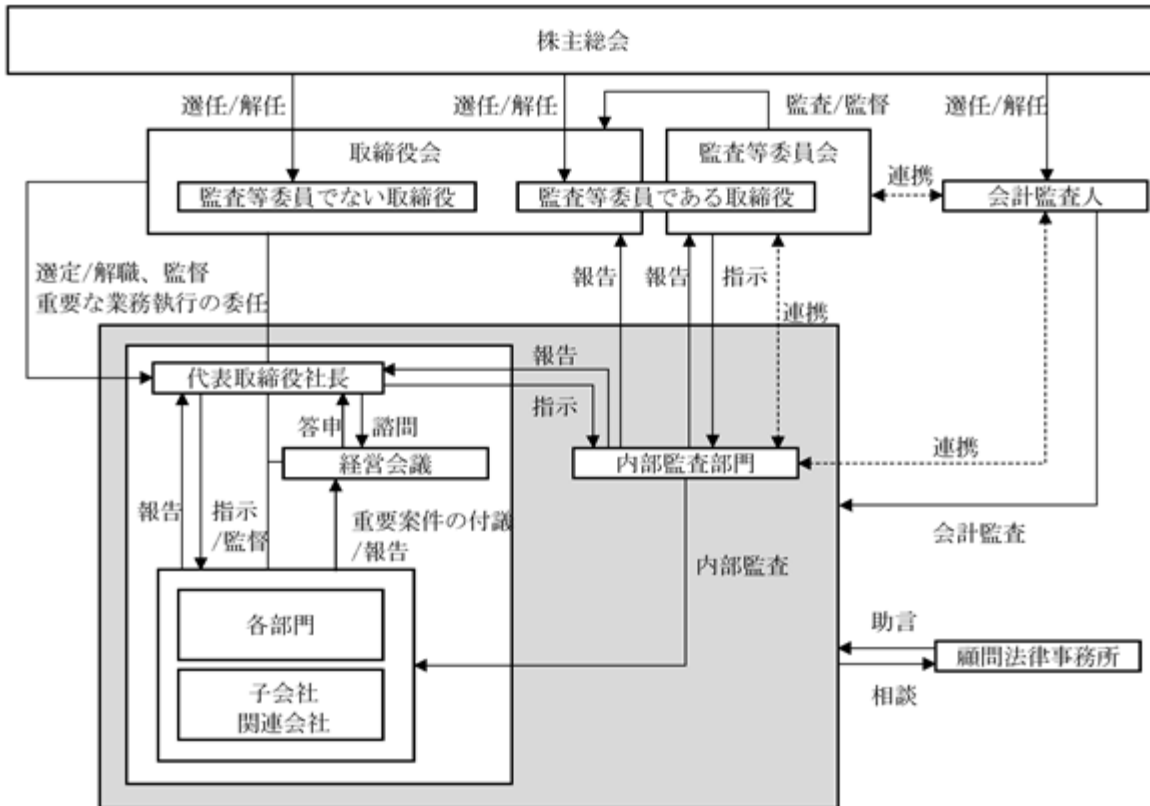 株主総会
選任/解任
選任/解任
監査/監督
選任/解任
取締役会
監査等委員会
連携
監査等委員でない取締役
監査等委員である取締役
会計監査人
選定/解職、監督
重要な業務執行の委任
報告
報告
指示
連携
代表取締役社長
報告
指示
答申
諮問
経営会議
内部監査部門
連携
報告
指示
/監督
重要案件の付議
/報告
内部監査
会計監査
各部門
子会社
関連会社
助言
顧問法律事務所
相談